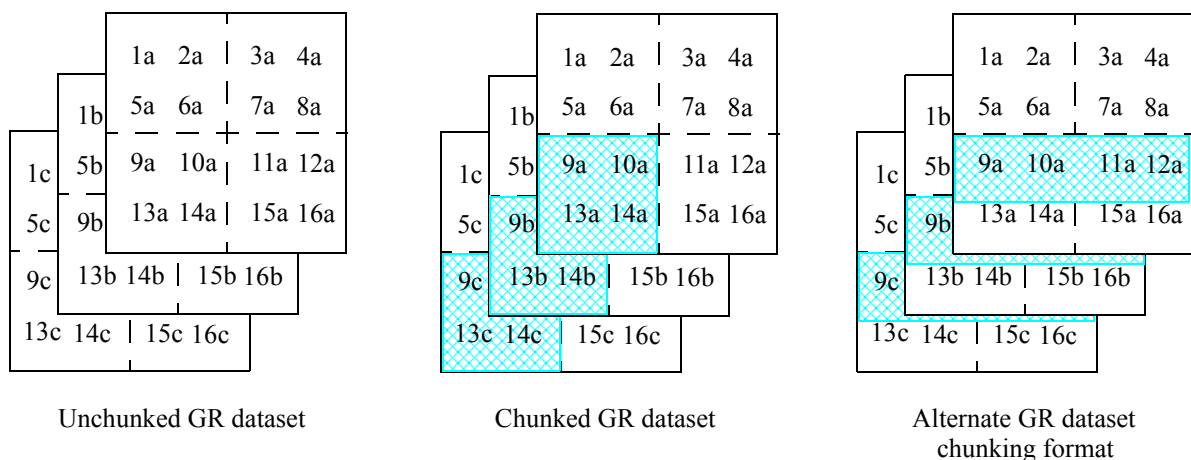 1a 2a 3a 4a
5a 6a 7a 8a
9a 10a 11a 12a
13a 14a 15a 16a
1b
5b
9b
13b 14b 15b 16b
1c
5c
9c
13c 14c 15c 16c
Unchunked GR dataset
1a 2a 3a 4a
5a 6a 7a 8a
9a 10a 11a 12a
13a 14a 15a 16a
1b
5b
9b
13b 14b 15b 16b
1c
5c
9c
13c 14c 15c 16c
Chunked GR dataset
1a 2a 3a 4a
5a 6a 7a 8a
9a 10a 11a 12a
13a 14a 15a 16a
1b
5b
9b
13b 14b 15b 16b
1c
5c
9c
13c 14c 15c 16c
Alternate GR dataset
chunking format